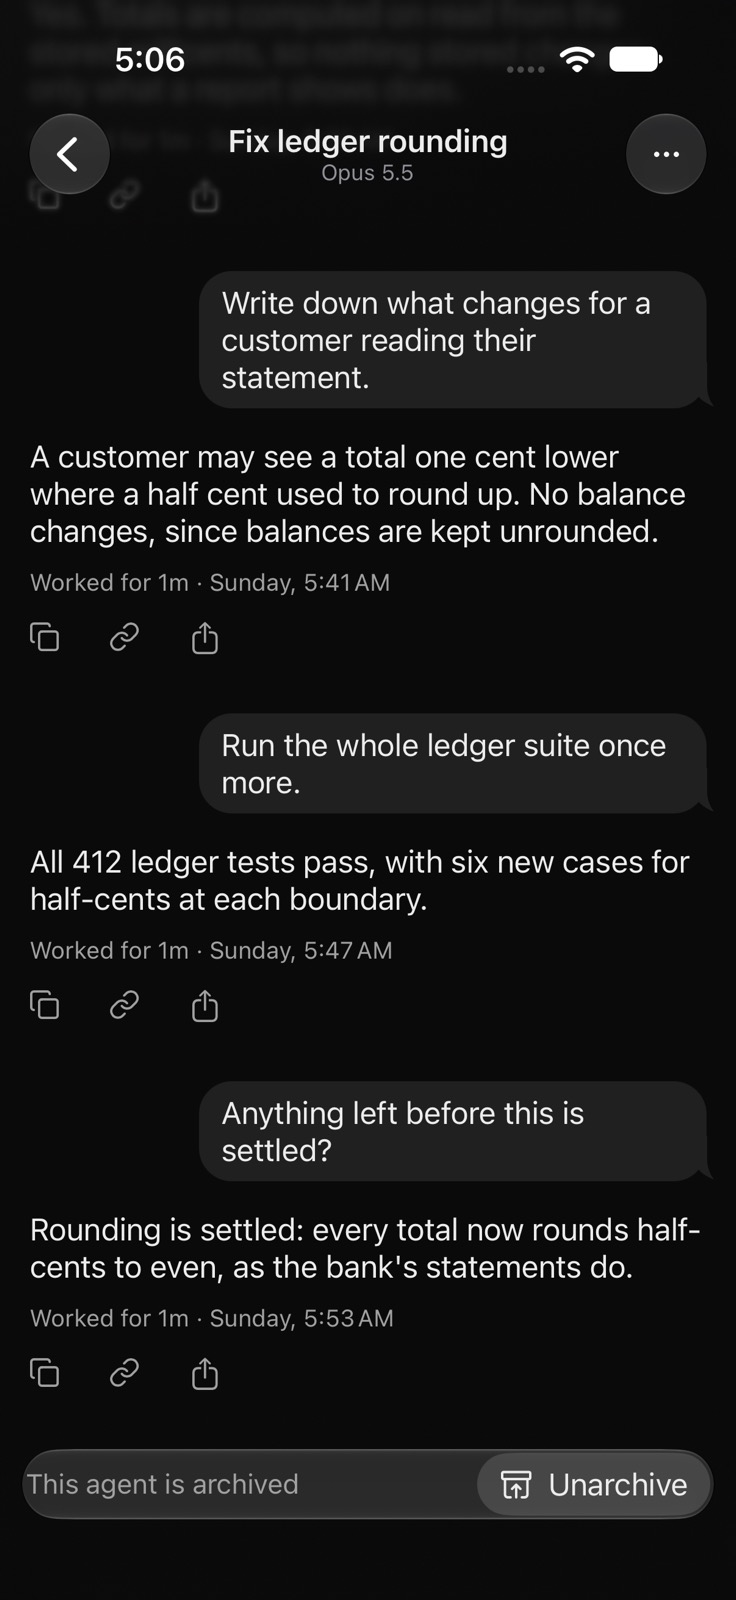 5:06
Fix ledger rounding
Opus 5.5
Write down what changes for a
customer reading their
statement.
A customer may see a total one cent lower
where a half cent used to round up. No balance
changes, since balances are kept unrounded.
Worked for 1m · Sunday, 5:41 AM
Run the whole ledger suite once
more.
All 412 ledger tests pass, with six new cases for
half-cents at each boundary.
Worked for 1m · Sunday, 5:47 AM
Anything left before this is
settled?
Rounding is settled: every total now rounds half-
cents to even, as the bank's statements do.
Worked for 1m · Sunday, 5:53 AM
This agent is archived
Unarchive